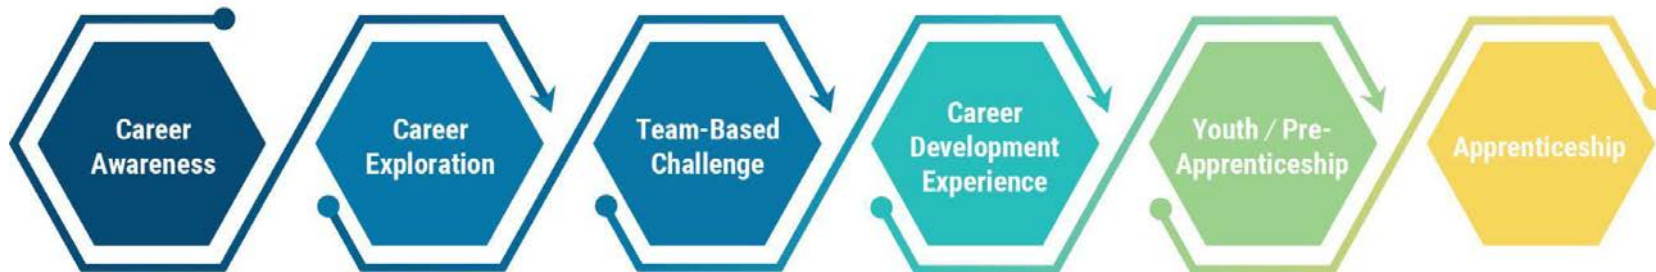 Career
Awareness
Career
Exploration
Team-Based
Challenge
Career
Development
Experience
Youth / Pre-
Apprenticeship
Apprenticeship